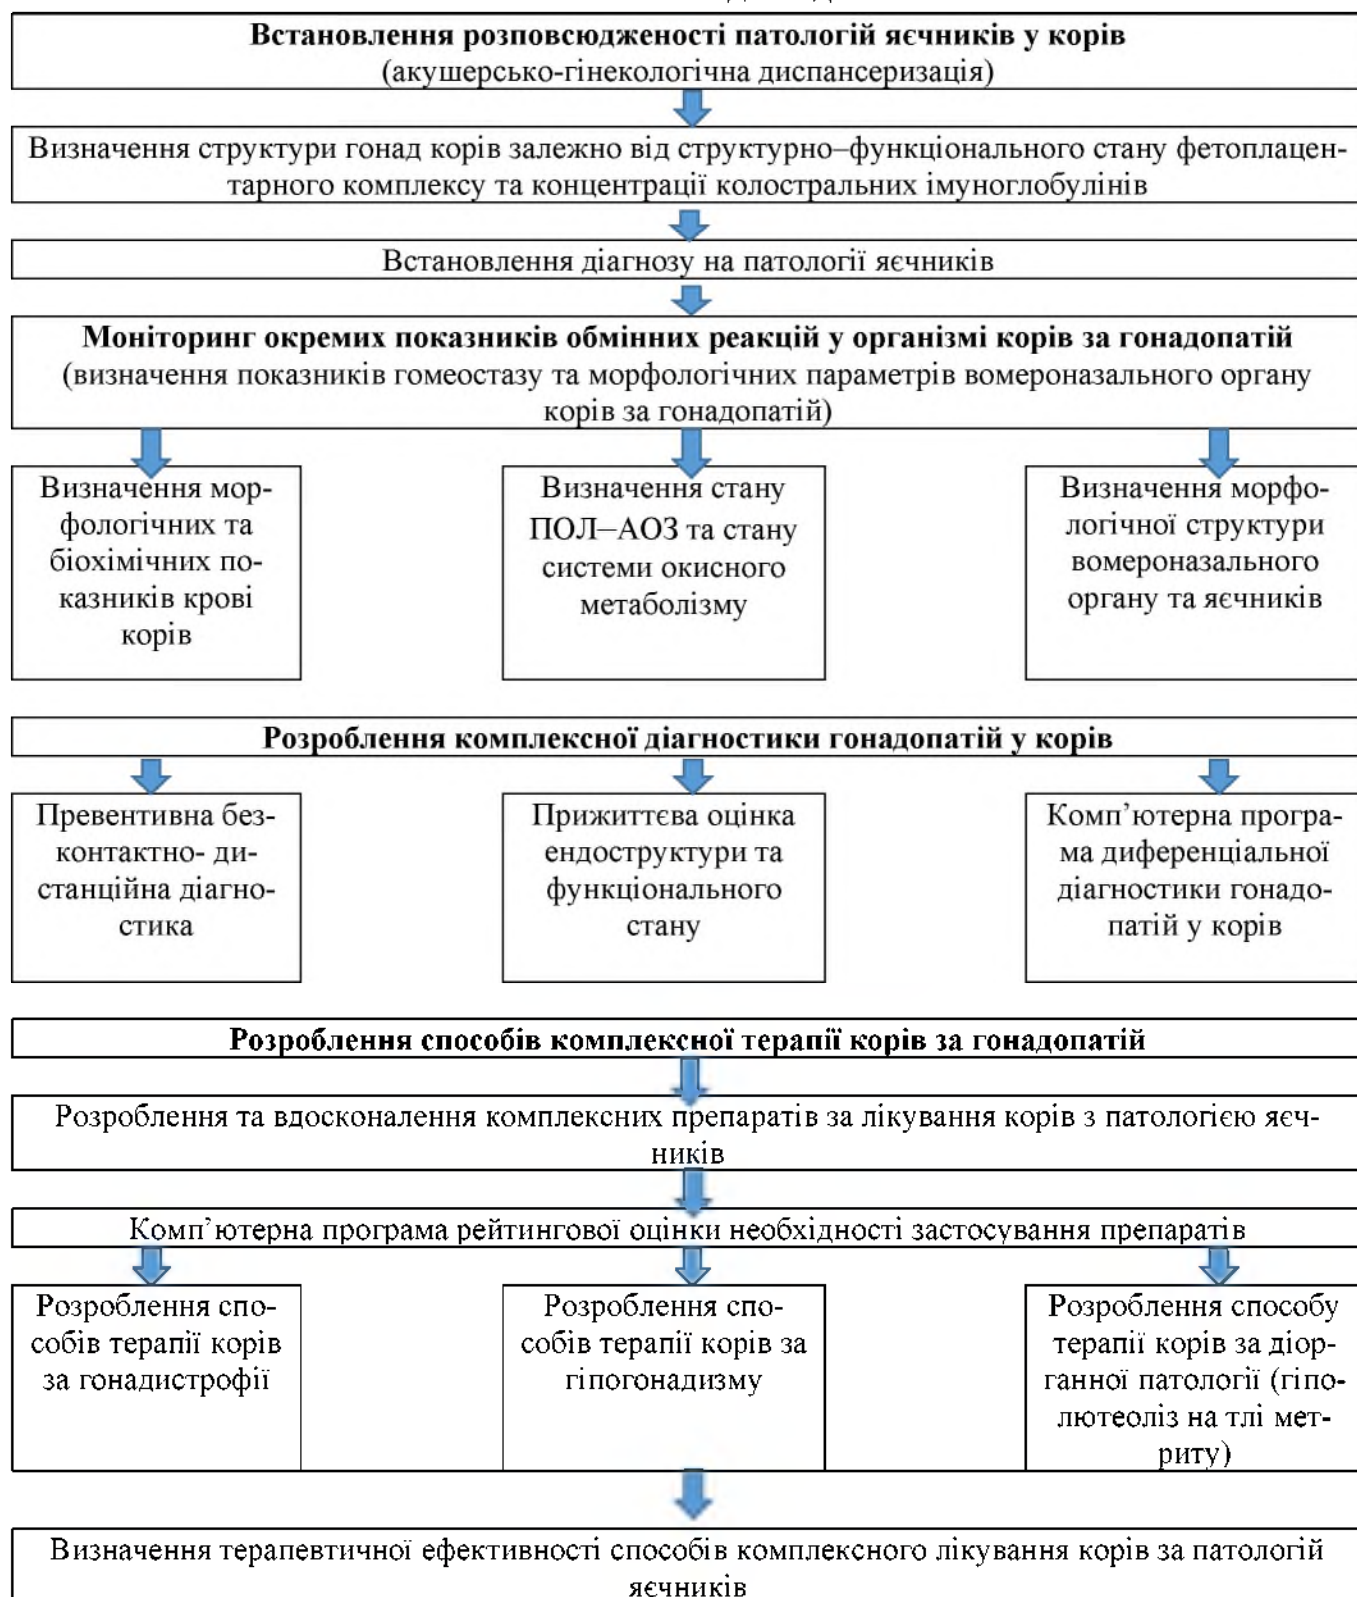 Встановлення розповсюдженості патологій яєчників у корів
(акушерсько-гінекологічна диспансеризація)
Визначення структури гонад корів залежно від структурно–функціонального стану фетоплацен-
тарного комплексу та концентрації колостральних імуноглобулінів
Встановлення діагнозу на патології яєчників
Моніторинг окремих показників обмінних реакцій у організмі корів за гонадопатій
(визначення показників гомеостазу та морфологічних параметрів вомероназального органу
корів за гонадопатій)
Визначення мор-
фологічних та
біохімічних по-
казників крові
корів
Визначення стану
ПОЛ–АОЗ та стану
системи окисного
метаболізму
Визначення морфо-
логічної структури
вомероназального
органу та яєчників
Розроблення комплексної діагностики гонадопатій у корів
Превентивна без-
контактно- ди-
станційна діагно-
стика
Прижиттєва оцінка
ендоструктури та
функціонального
стану
Комп’ютерна програ-
ма диференціальної
діагностики гонадо-
патій у корів
Розроблення способів комплексної терапії корів за гонадопатій
Розроблення та вдосконалення комплексних препаратів за лікування корів з патологією яєч-
ників
Комп’ютерна програма рейтингової оцінки необхідності застосування препаратів
Розроблення спо-
собів терапії корів
за гонадистрофії
Розроблення спо-
собів терапії корів за
гіпогонадизму
Розроблення способу
терапії корів за діор-
ганної патології (гіпо-
лютеоліз на тлі мет-
риту)
Визначення терапевтичної ефективності способів комплексного лікування корів за патологій
яєчників